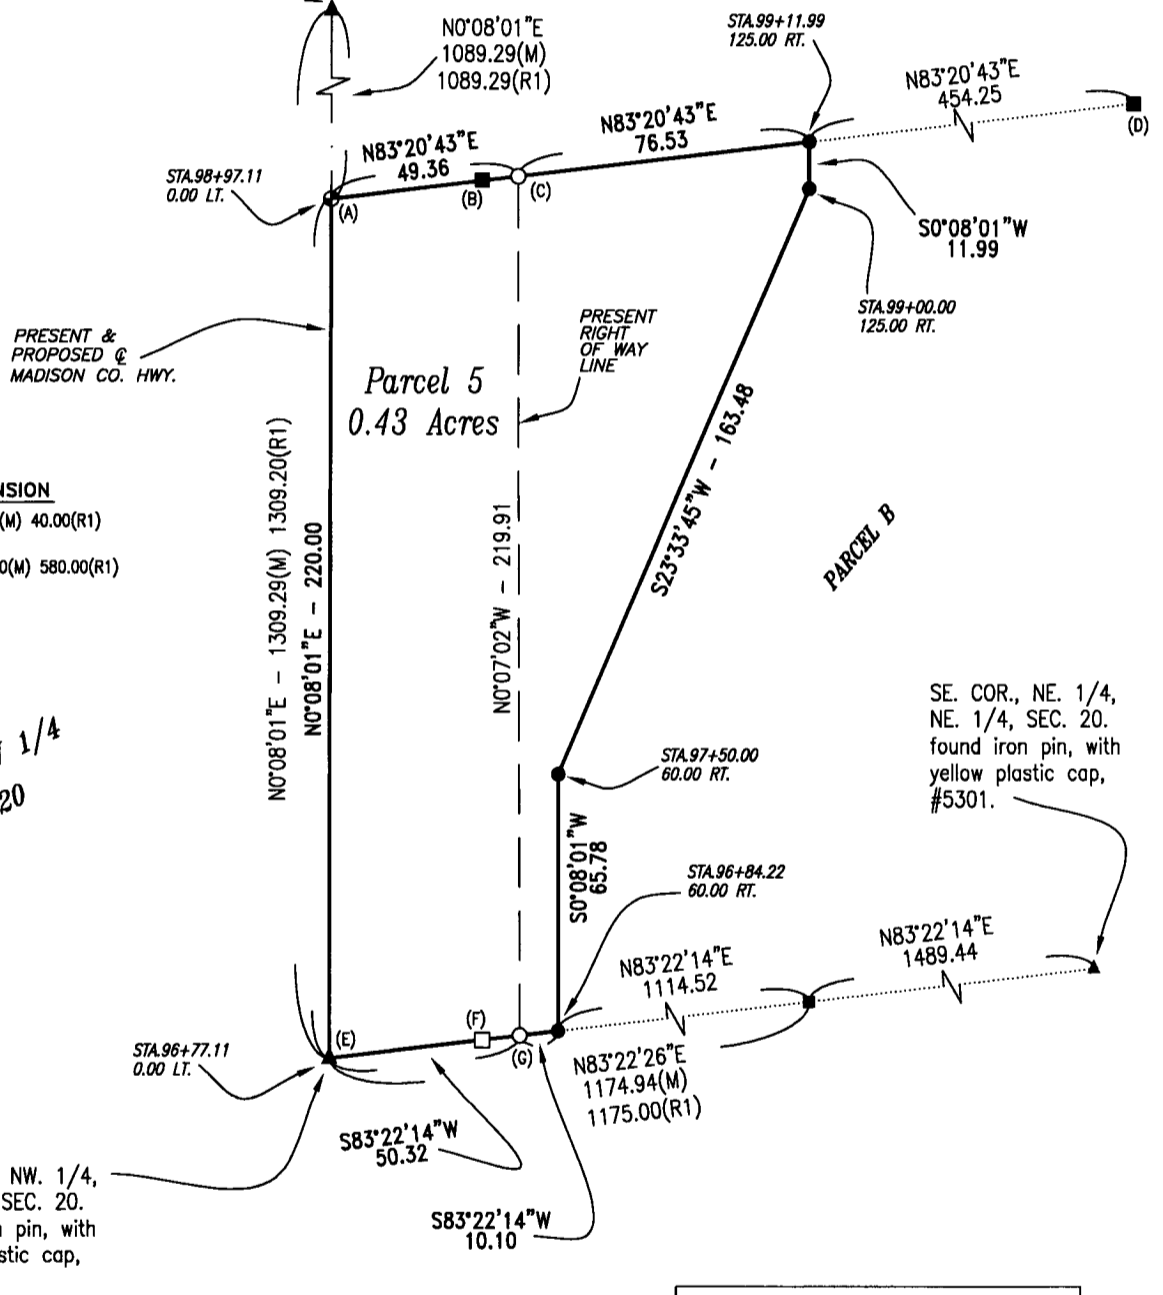 N0°08'01"E
1089.29(M)
1089.29(R1)
STA.99+11.99
125.00 RT.
N83°20'43"E
454.25
(D)
N83°20'43"E
76.53
N83°20'43"E
49.36
STA.98+97.11
0.00 LT.
(A)
(B)
(C)
S0°08'01"W
11.99
STA.99+00.00
125.00 RT.
PRESENT &
PROPOSED ℄
MADISON CO. HWY.
PRESENT
RIGHT
OF WAY
LINE
Parcel 5
0.43 Acres
S23°33'45"W - 163.48
NSION
(M) 40.00(R1)
0(M) 580.00(R1)
N0°08'01"E - 1309.29(M) 1309.20(R1)
N0°08'01"E - 220.00
N0°07'02"W - 219.91
PARCEL B
1/4
20
SE. COR., NE. 1/4,
NE. 1/4, SEC. 20.
found iron pin, with
yellow plastic cap,
#5301.
STA.97+50.00
60.00 RT.
S0°08'01"W
65.78
STA.96+84.22
60.00 RT.
N83°22'14"E
1489.44
N83°22'14"E
1114.52
(E)
(F)
(G)
STA.96+77.11
0.00 LT.
N83°22'26"E
1174.94(M)
1175.00(R1)
S83°22'14"W
50.32
S83°22'14"W
10.10
NW. 1/4,
SEC. 20.
pin, with
stic cap,